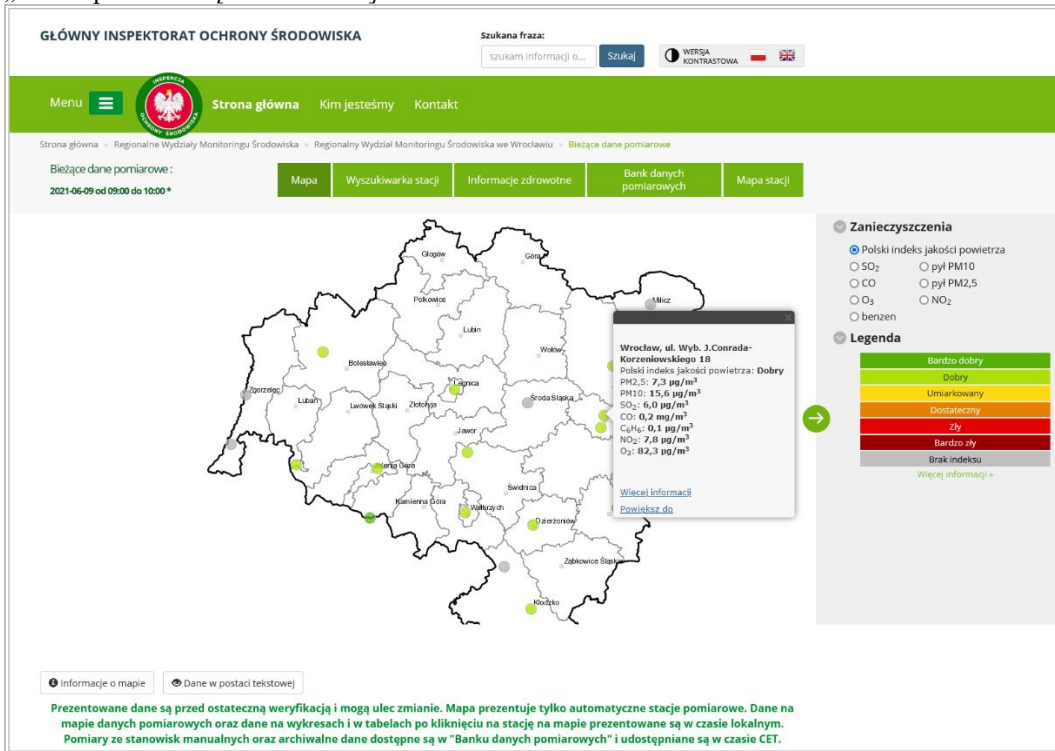 GŁÓWNY INSPEKTORAT OCHRONY ŚRODOWISKA
Szukana fraza:
szukam informacji o...
Szukaj
WERSJA
KONTRASTOWA
Menu
INSPEKCJA
OCHRONY ŚRODOWISKA
Strona główna
Kim jesteśmy
Kontakt
Strona główna » Regionalne Wydziały Monitoringu Środowiska » Regionalny Wydział Monitoringu Środowiska we Wrocławiu » Bieżące dane pomiarowe
Bieżące dane pomiarowe :
2021-06-09 od 09:00 do 10:00 *
Mapa
Wyszukiwarka stacji
Informacje zdrowotne
Bank danych
pomiarowych
Mapa stacji
Głogów
Góra
Polkowice
Milicz
Lubin
Wołów
Bolesławiec
Zgorzelec
Lubań
Legnica
Lwówek Śląski
Złotoryja
Środa Śląska
Jawor
Jelenia Góra
Świdnica
Kamienna Góra
Wałbrzych
Dzierżoniów
Ząbkowice Śląskie
Kłodzko
Wrocław, ul. Wyb. J.Conrada-
Korzeniowskiego 18
Polski indeks jakości powietrza: Dobry
PM2,5: 7,3 µg/m³
PM10: 15,6 µg/m³
SO₂: 6,0 µg/m³
CO: 0,2 mg/m³
C₆H₆: 0,1 µg/m³
NO₂: 7,8 µg/m³
O₃: 82,3 µg/m³
Więcej informacji
Powiększ do
Zanieczyszczenia
Polski indeks jakości powietrza
SO₂
pył PM10
CO
pył PM2,5
O₃
NO₂
benzen
Legenda
Bardzo dobry
Dobry
Umiarkowany
Dostateczny
Zły
Bardzo zły
Brak indeksu
Więcej informacji »
Informacje o mapie
Dane w postaci tekstowej
Prezentowane dane są przed ostateczną weryfikacją i mogą ulec zmianie. Mapa prezentuje tylko automatyczne stacje pomiarowe. Dane na
mapie danych pomiarowych oraz dane na wykresach i w tabelach po kliknięciu na stację na mapie prezentowane są w czasie lokalnym.
Pomiary ze stanowisk manualnych oraz archiwalne dane dostępne są w "Banku danych pomiarowych" i udostępniane są w czasie CET.